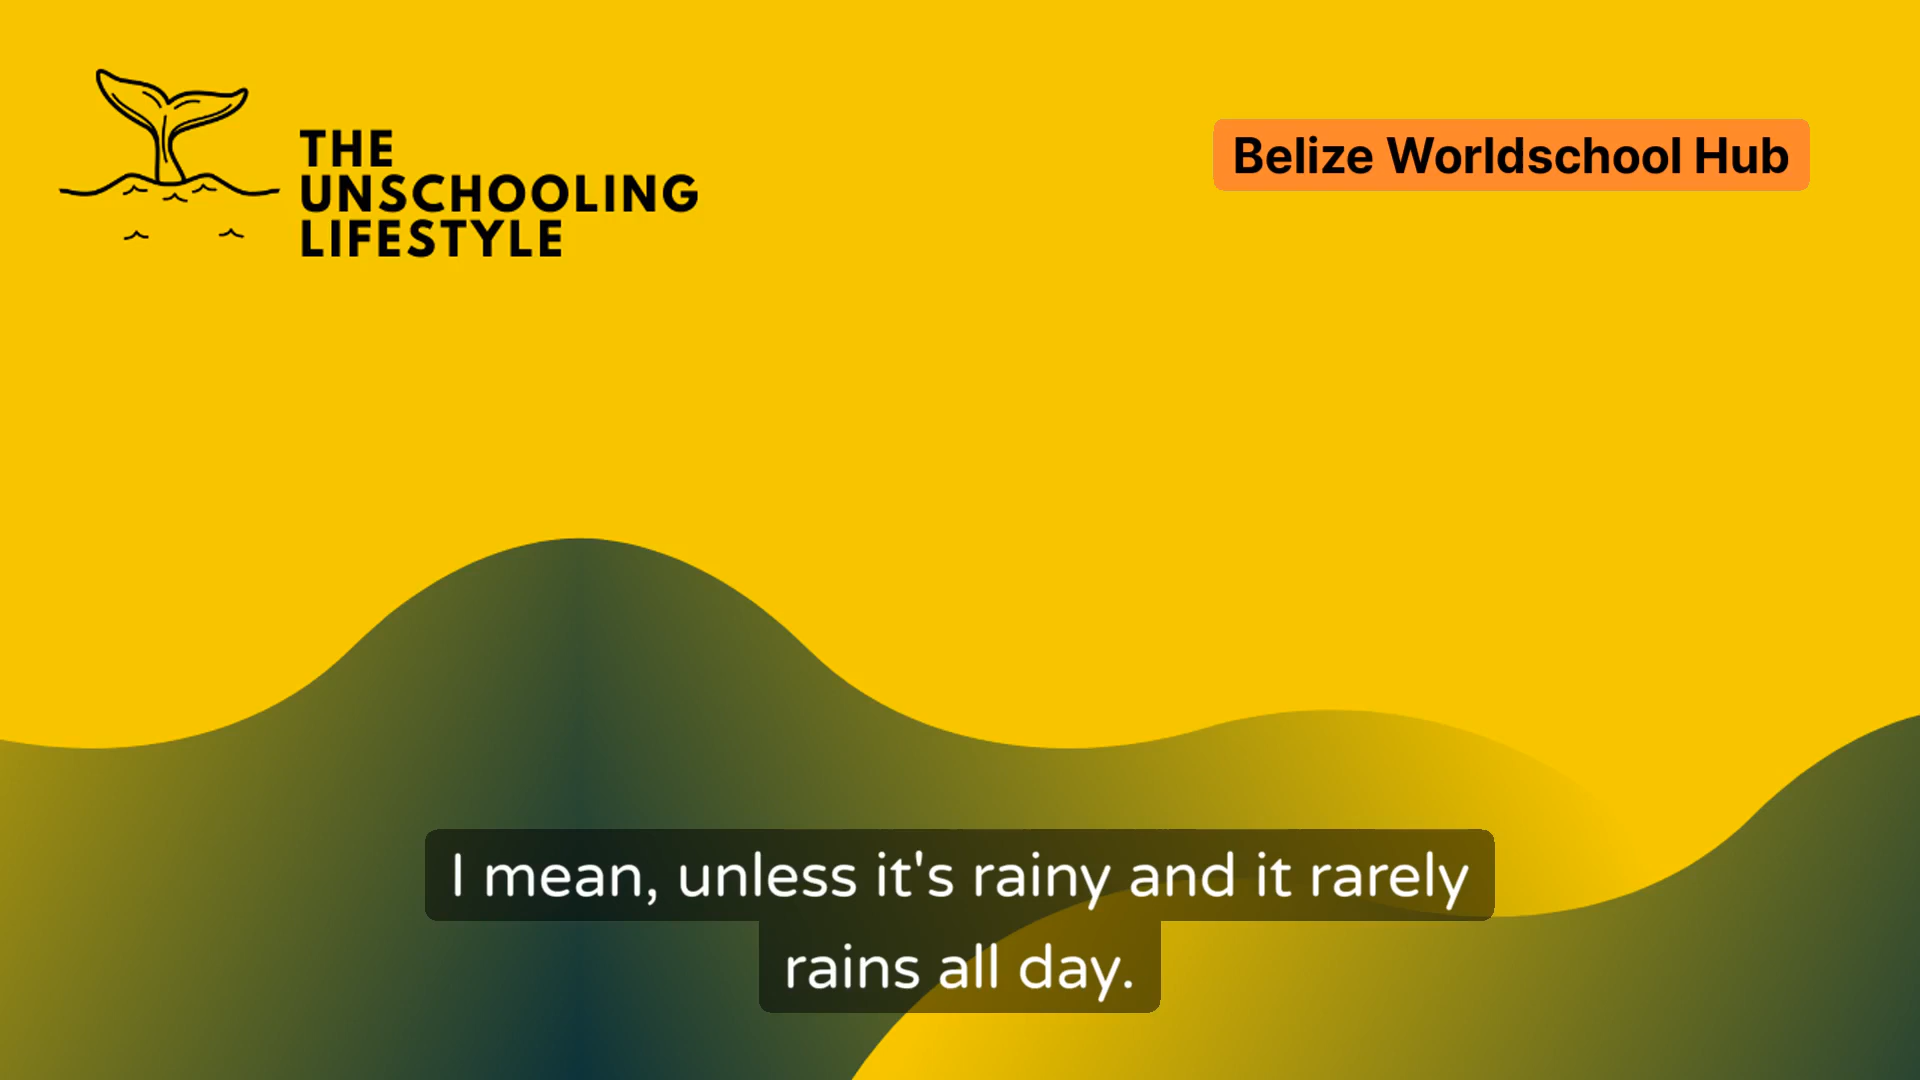 THE
UNSCHOOLING
LIFESTYLE
Belize Worldschool Hub
I mean, unless it's rainy and it rarely
rains all day.